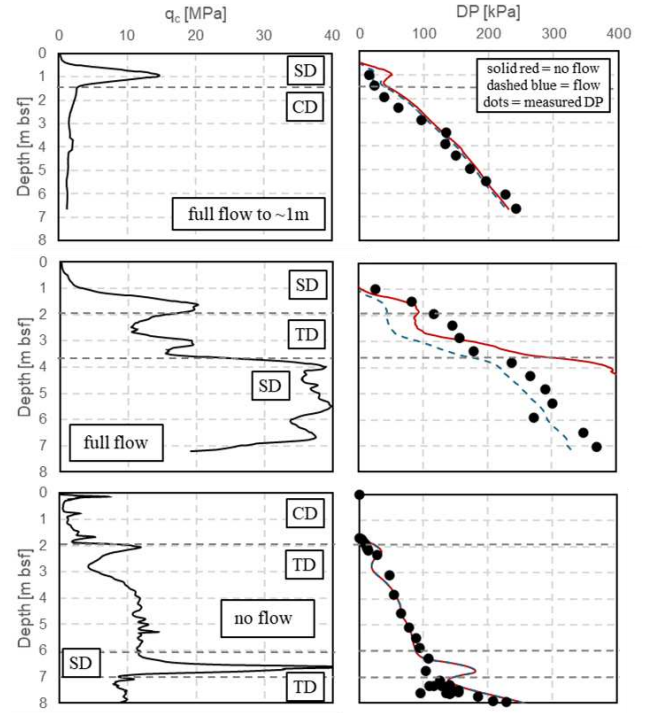 qc [MPa]
0 10 20 30 40
DP [kPa]
0 100 200 300 400
Depth [m bsf]
0
1
2
3
4
5
6
7
8
SD
CD
full flow to ~1m
solid red = no flow
dashed blue = flow
dots = measured DP
Depth [m bsf]
0
1
2
3
4
5
6
7
8
SD
TD
SD
full flow
Depth [m bsf]
0
1
2
3
4
5
6
7
8
CD
TD
no flow
SD
TD